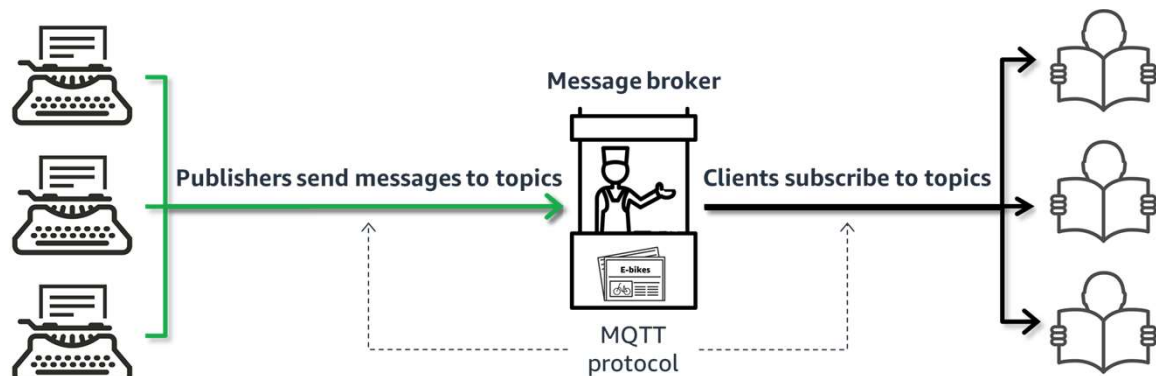 Message broker
Publishers send messages to topics
Clients subscribe to topics
E-bikes
MQTT
protocol